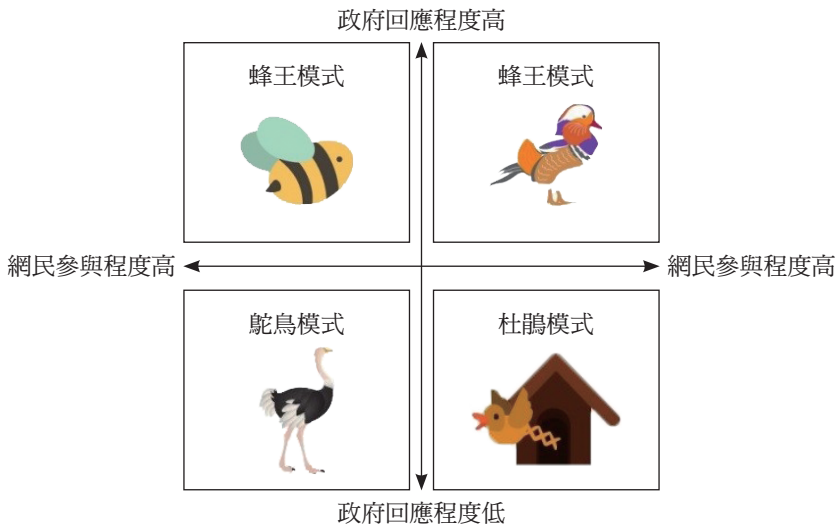 政府回應程度高
蜂王模式
蜂王模式
網民參與程度高
網民參與程度高
鴕鳥模式
杜鵑模式
政府回應程度低